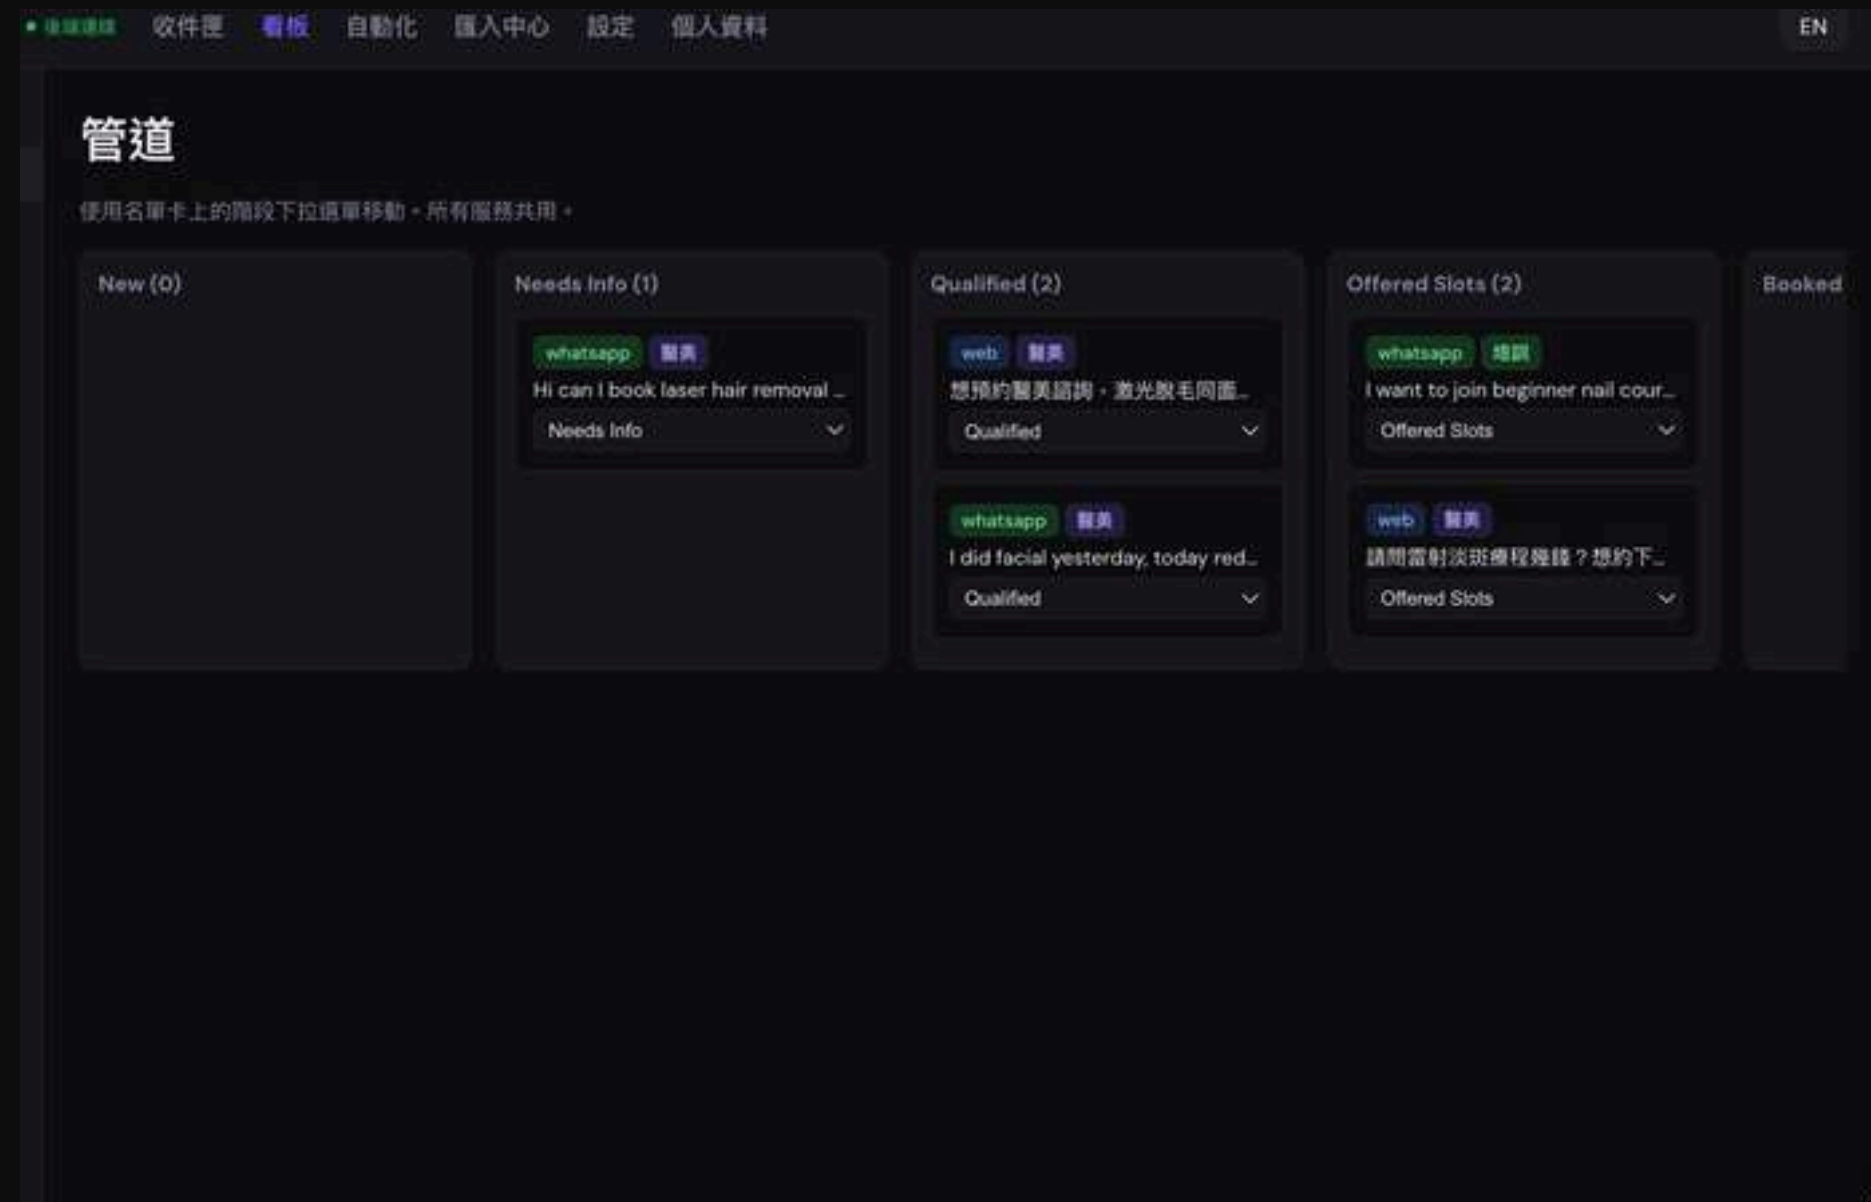 收件匣 看板 自動化 匯入中心 設定 個人資料 EN
管道
使用名單卡上的階段下拉選單移動。所有服務共用。
New (0)
Needs Info (1)
whatsapp 醫美
Hi can I book laser hair removal ...
Needs Info
Qualified (2)
web 醫美
想預約醫美諮詢，激光脫毛同面...
Qualified
whatsapp 醫美
I did facial yesterday, today red...
Qualified
Offered Slots (2)
whatsapp 培訓
I want to join beginner nail cour...
Offered Slots
web 醫美
請問雷射淡斑療程幾錢？想約下...
Offered Slots
Booked